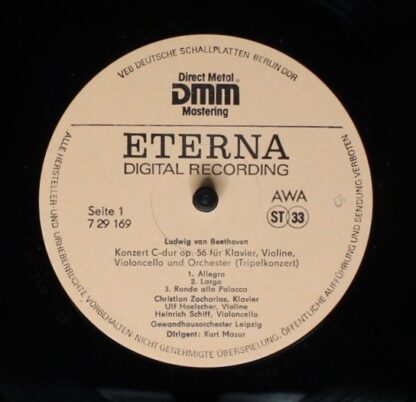 VEB DEUTSCHE SCHALLPLATTEN BERLIN DDR
Direct Metal
DMM
Mastering
ETERNA
DIGITAL RECORDING
AWA
Seite 1
ST 33
7 29 169
Ludwig van Beethoven
Konzert C-dur op. 56 für Klavier, Violine,
Violoncello und Orchester (Tripelkonzert)
1. Allegro
2. Largo
3. Rondo alla Polacca
Christian Zacharias, Klavier
Ulf Hoelscher, Violine
Heinrich Schiff, Violoncello
Gewandhausorchester Leipzig
Dirigent: Kurt Masur
ALLE HERSTELLER- UND URHEBERRECHTE VORBEHALTEN· NICHT GENEHMIGTE ÜBERSPIELUNG, ÖFFENTLICHE AUFFÜHRUNG UND SENDUNG VERBOTEN